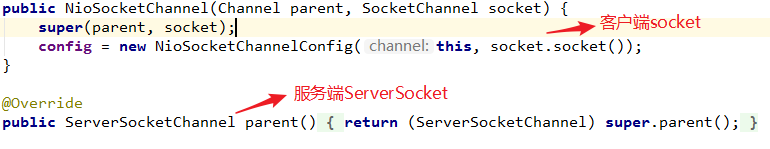 public NioSocketChannel(Channel parent, SocketChannel socket) {
super(parent, socket);
客户端socket
config = new NioSocketChannelConfig( channel: this, socket.socket());
}
服务端ServerSocket
@Override
public ServerSocketChannel parent() { return (ServerSocketChannel) super.parent(); }